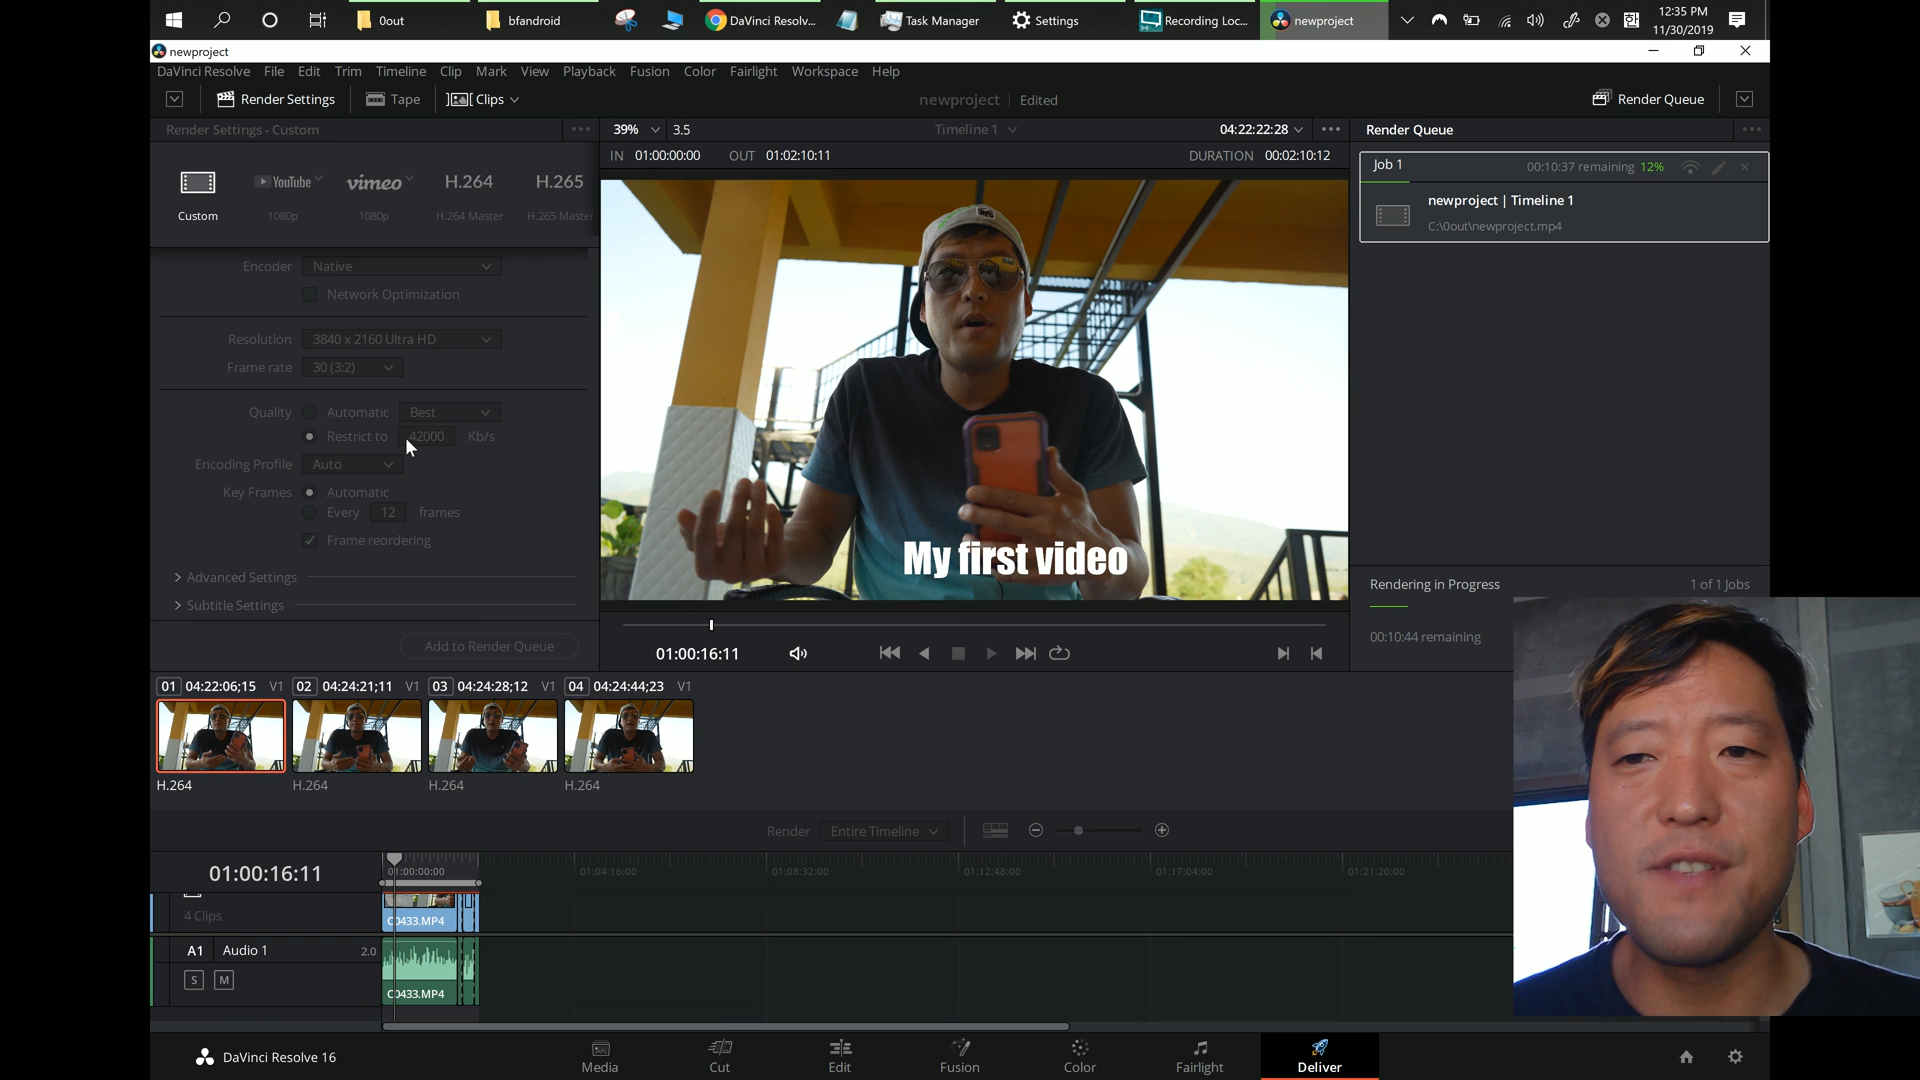 0out
bfandroid
DaVinci Resolv...
Task Manager
Settings
Recording Loc...
newproject
12:35 PM
11/30/2019
newproject
DaVinci Resolve File Edit Trim Timeline Clip Mark View Playback Fusion Color Fairlight Workspace Help
Render Settings
Tape
Clips
newproject
Edited
Render Queue
Render Settings - Custom
39%
3.5
Timeline 1
04:22:22:28
Render Queue
IN 01:00:00:00 OUT 01:02:10:11
DURATION 00:02:10:12
Job 1
00:10:37 remaining 12%
newproject | Timeline 1
C:\0out\newproject.mp4
YouTube
vimeo
H.264
H.265
Custom
1080p
1080p
H.264 Master
H.265 Master
Encoder Native
Network Optimization
Resolution 3840 x 2160 Ultra HD
Frame rate 30 (3:2)
Quality Automatic Best
Restrict to 42000 Kb/s
Encoding Profile Auto
Key Frames Automatic
Every 12 frames
Frame reordering
Advanced Settings
Subtitle Settings
Add to Render Queue
My first video
01:00:16:11
Rendering in Progress
1 of 1 Jobs
00:10:44 remaining
01 04:22:06;15 V1
02 04:24:21;11 V1
03 04:24:28;12 V1
04 04:24:44;23 V1
H.264
H.264
H.264
H.264
Render Entire Timeline
01:00:16:11
01:00:00:00
01:04:16:00
01:08:32:00
01:12:48:00
01:17:04:00
01:21:20:00
4 Clips
C0433.MP4
A1 Audio 1 2.0
S M
C0433.MP4
DaVinci Resolve 16
Media
Cut
Edit
Fusion
Color
Fairlight
Deliver